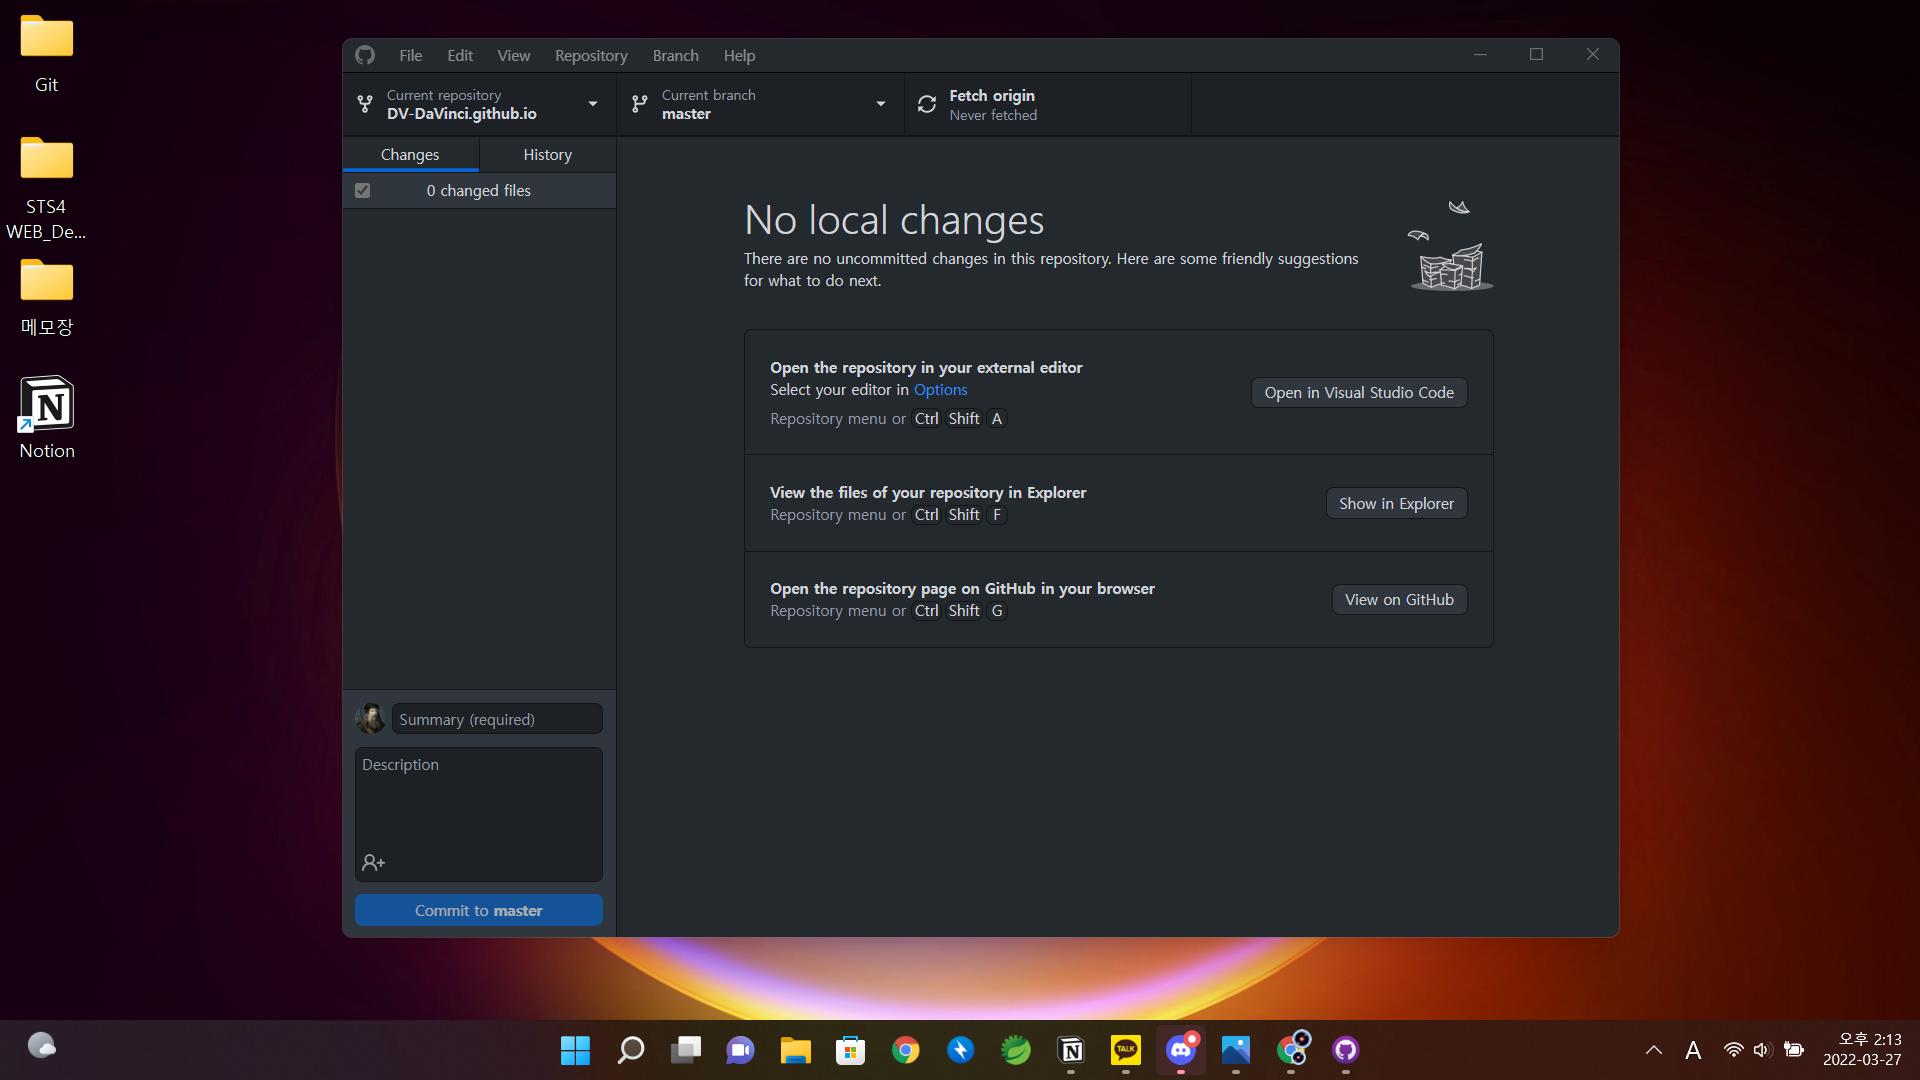 Git
STS4
WEB_De...
메모장
Notion
File Edit View Repository Branch Help
Current repository
DV-DaVinci.github.io
Current branch
master
Fetch origin
Never fetched
Changes History
0 changed files
No local changes
There are no uncommitted changes in this repository. Here are some friendly suggestions
for what to do next.
Open the repository in your external editor
Select your editor in Options
Repository menu or Ctrl Shift A
Open in Visual Studio Code
View the files of your repository in Explorer
Repository menu or Ctrl Shift F
Show in Explorer
Open the repository page on GitHub in your browser
Repository menu or Ctrl Shift G
View on GitHub
Summary (required)
Description
Commit to master
TALK
A
오후 2:13
2022-03-27